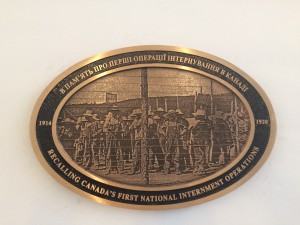 В ПАМ'ЯТЬ ПРО ПЕРШІ ОПЕРАЦІЇ ІНТЕРНУВАННЯ В КАНАДІ
1914
1920
RECALLING CANADA'S FIRST NATIONAL INTERNMENT OPERATIONS